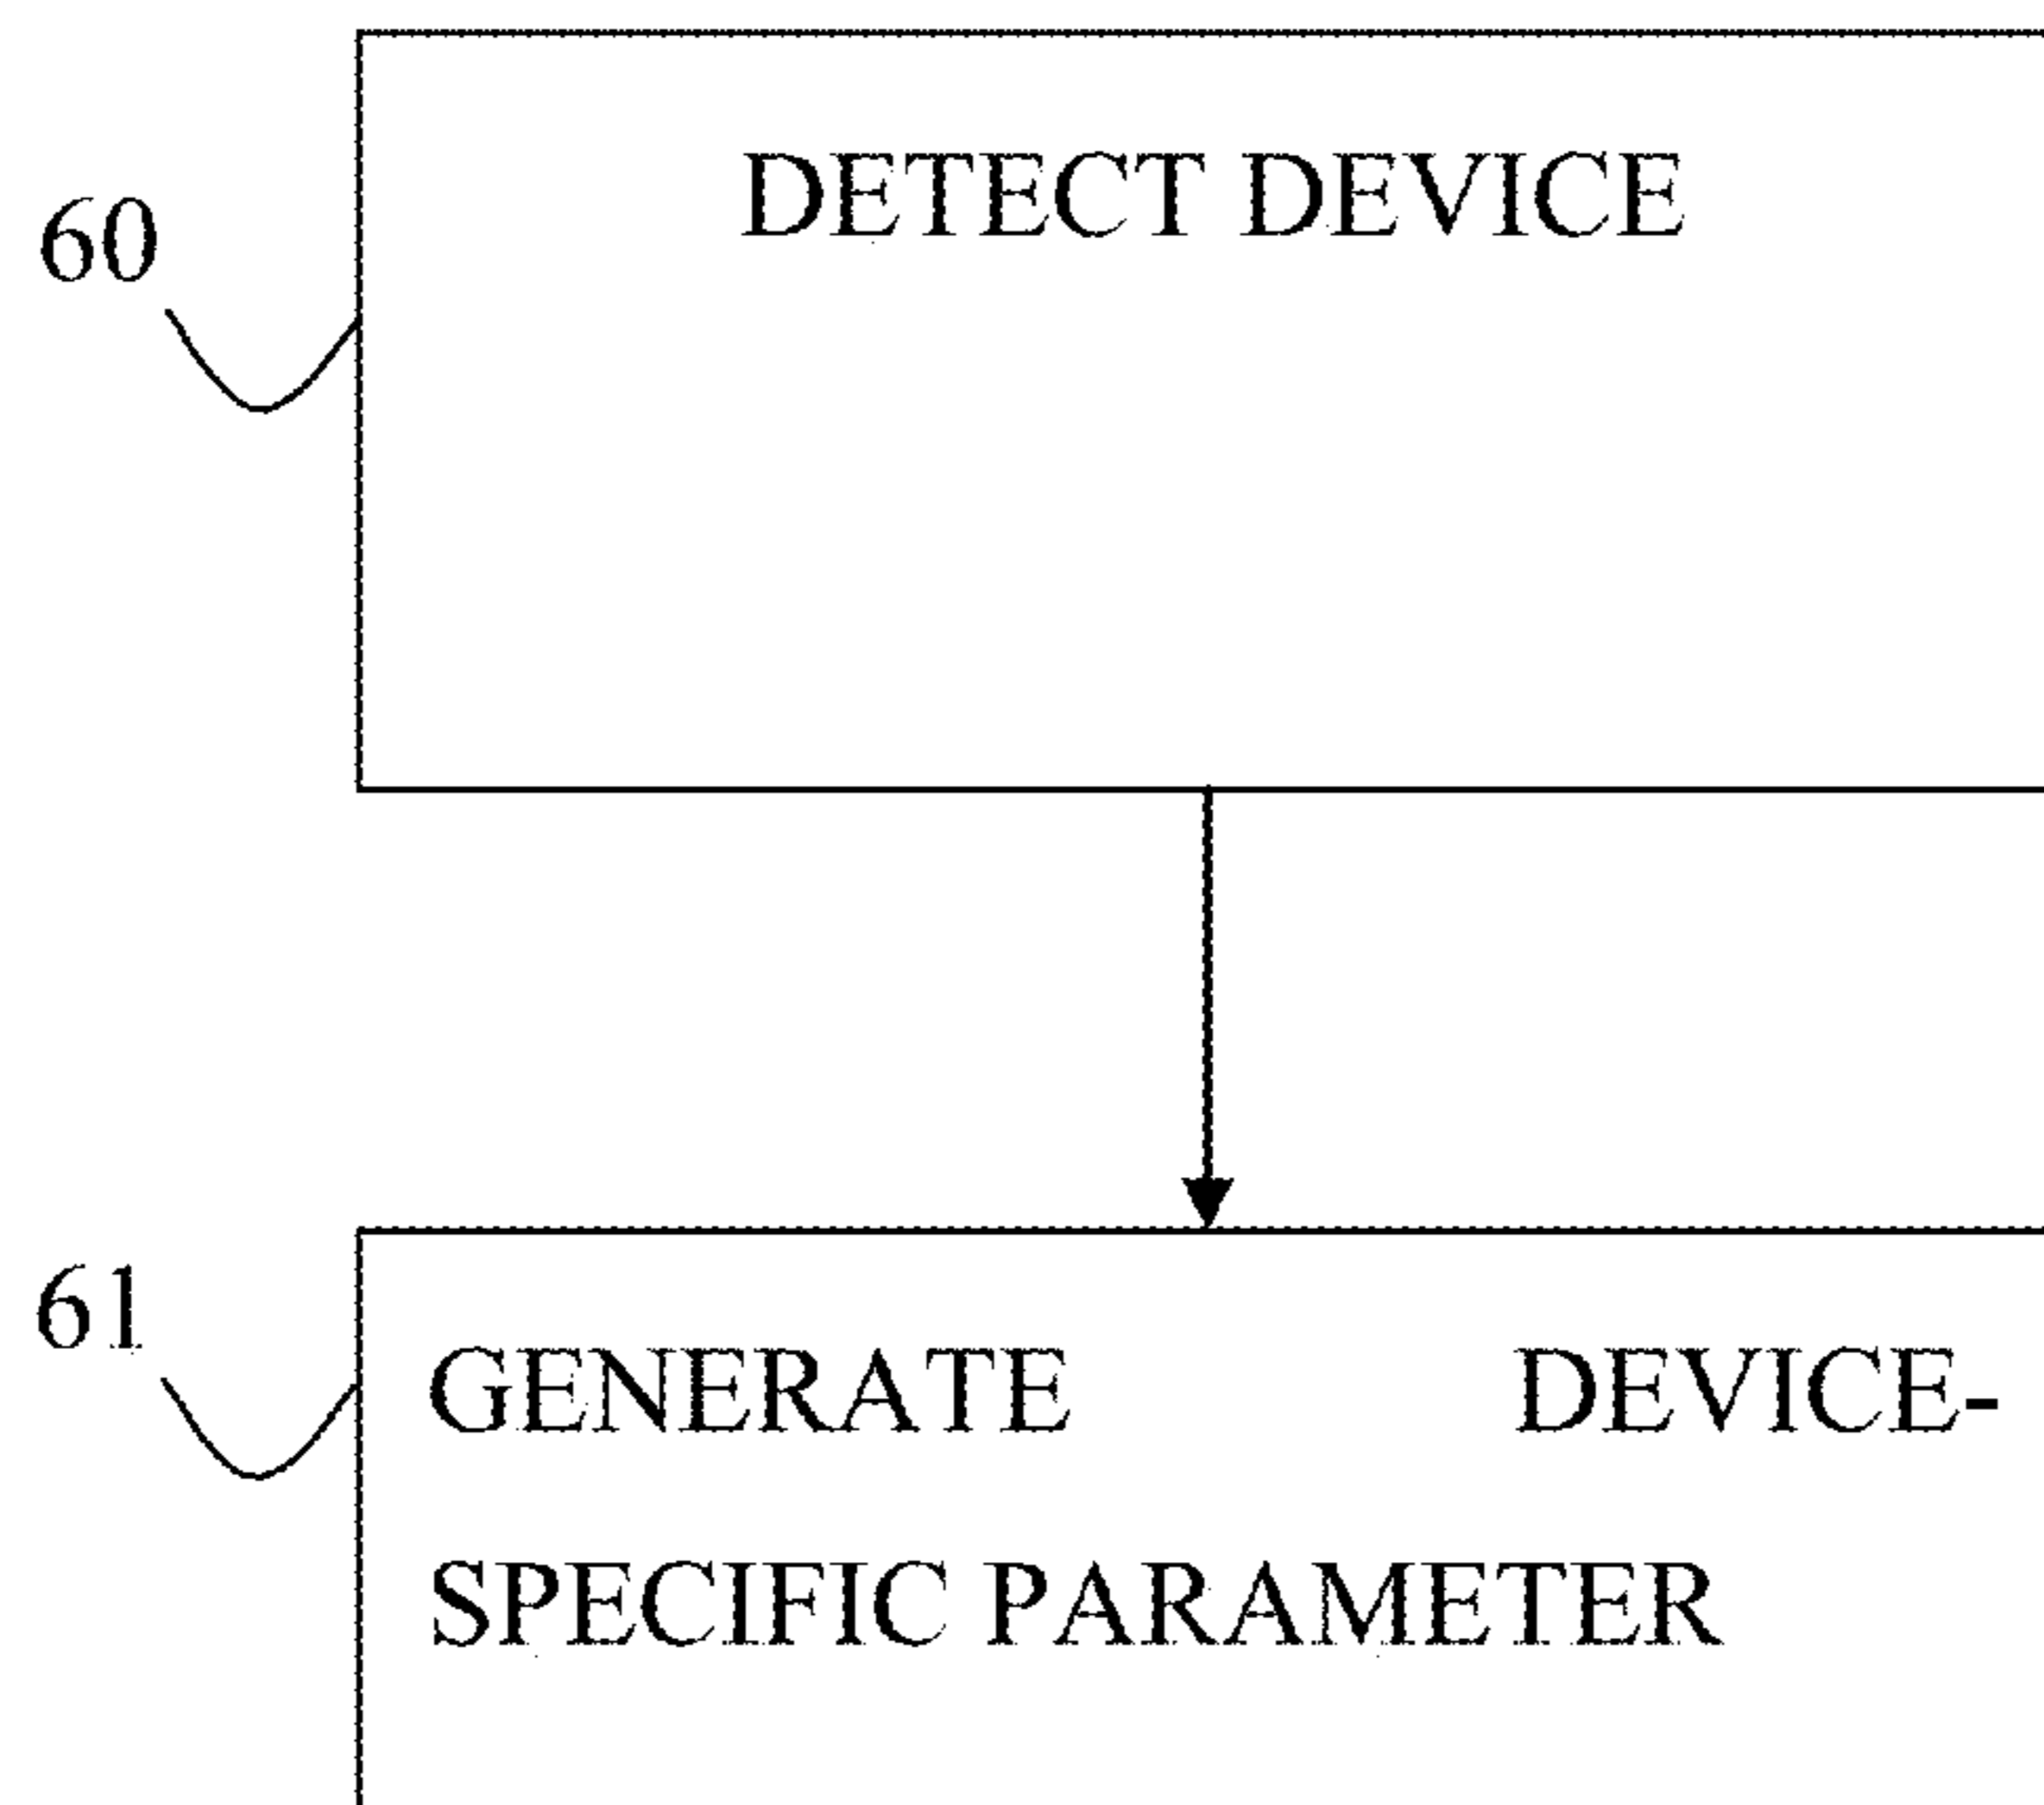 DETECT DEVICE
60
61
GENERATE DEVICE-
SPECIFIC PARAMETER